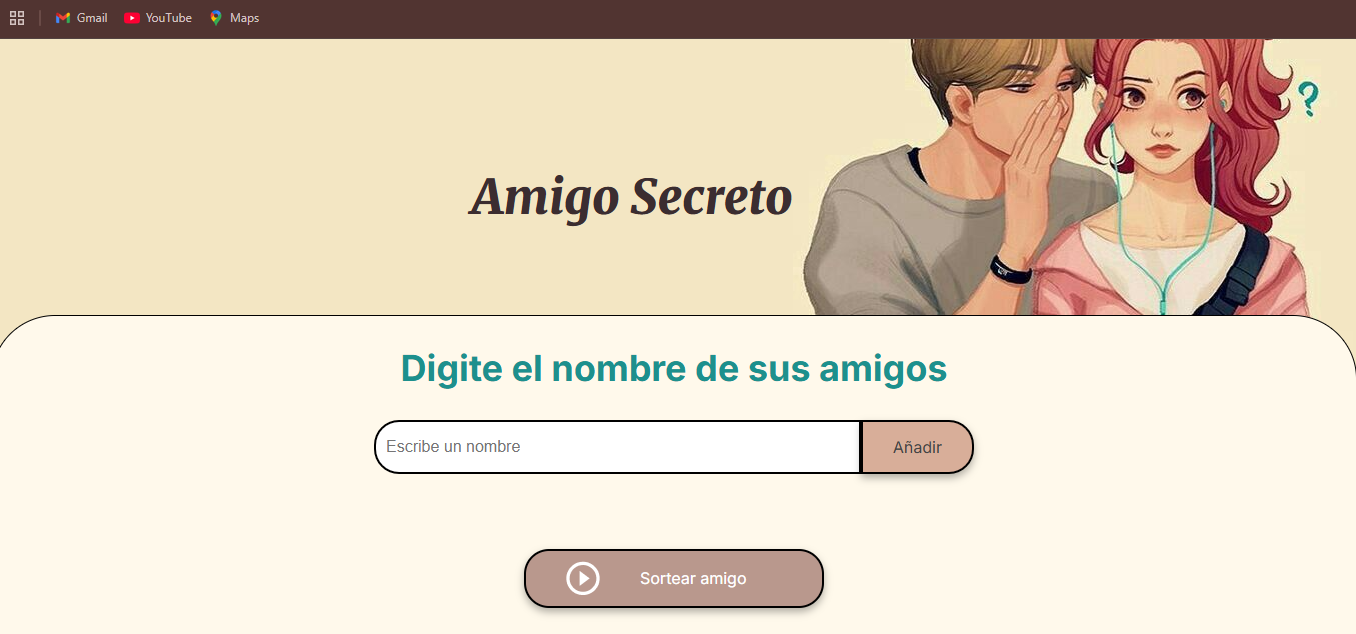 Gmail YouTube Maps
?
Amigo Secreto
Digite el nombre de sus amigos
Escribe un nombre Añadir
Sortear amigo